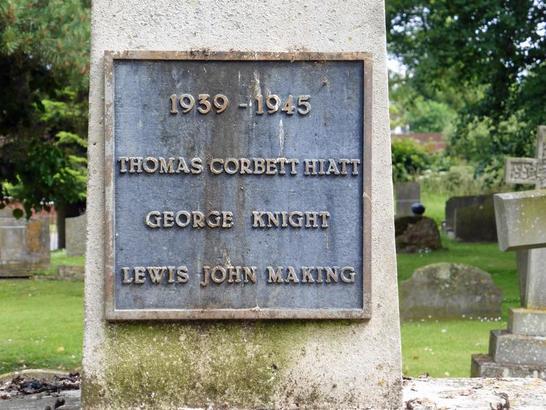 1939 - 1945
THOMAS CORBETT HIATT
GEORGE KNIGHT
LEWIS JOHN MAKING